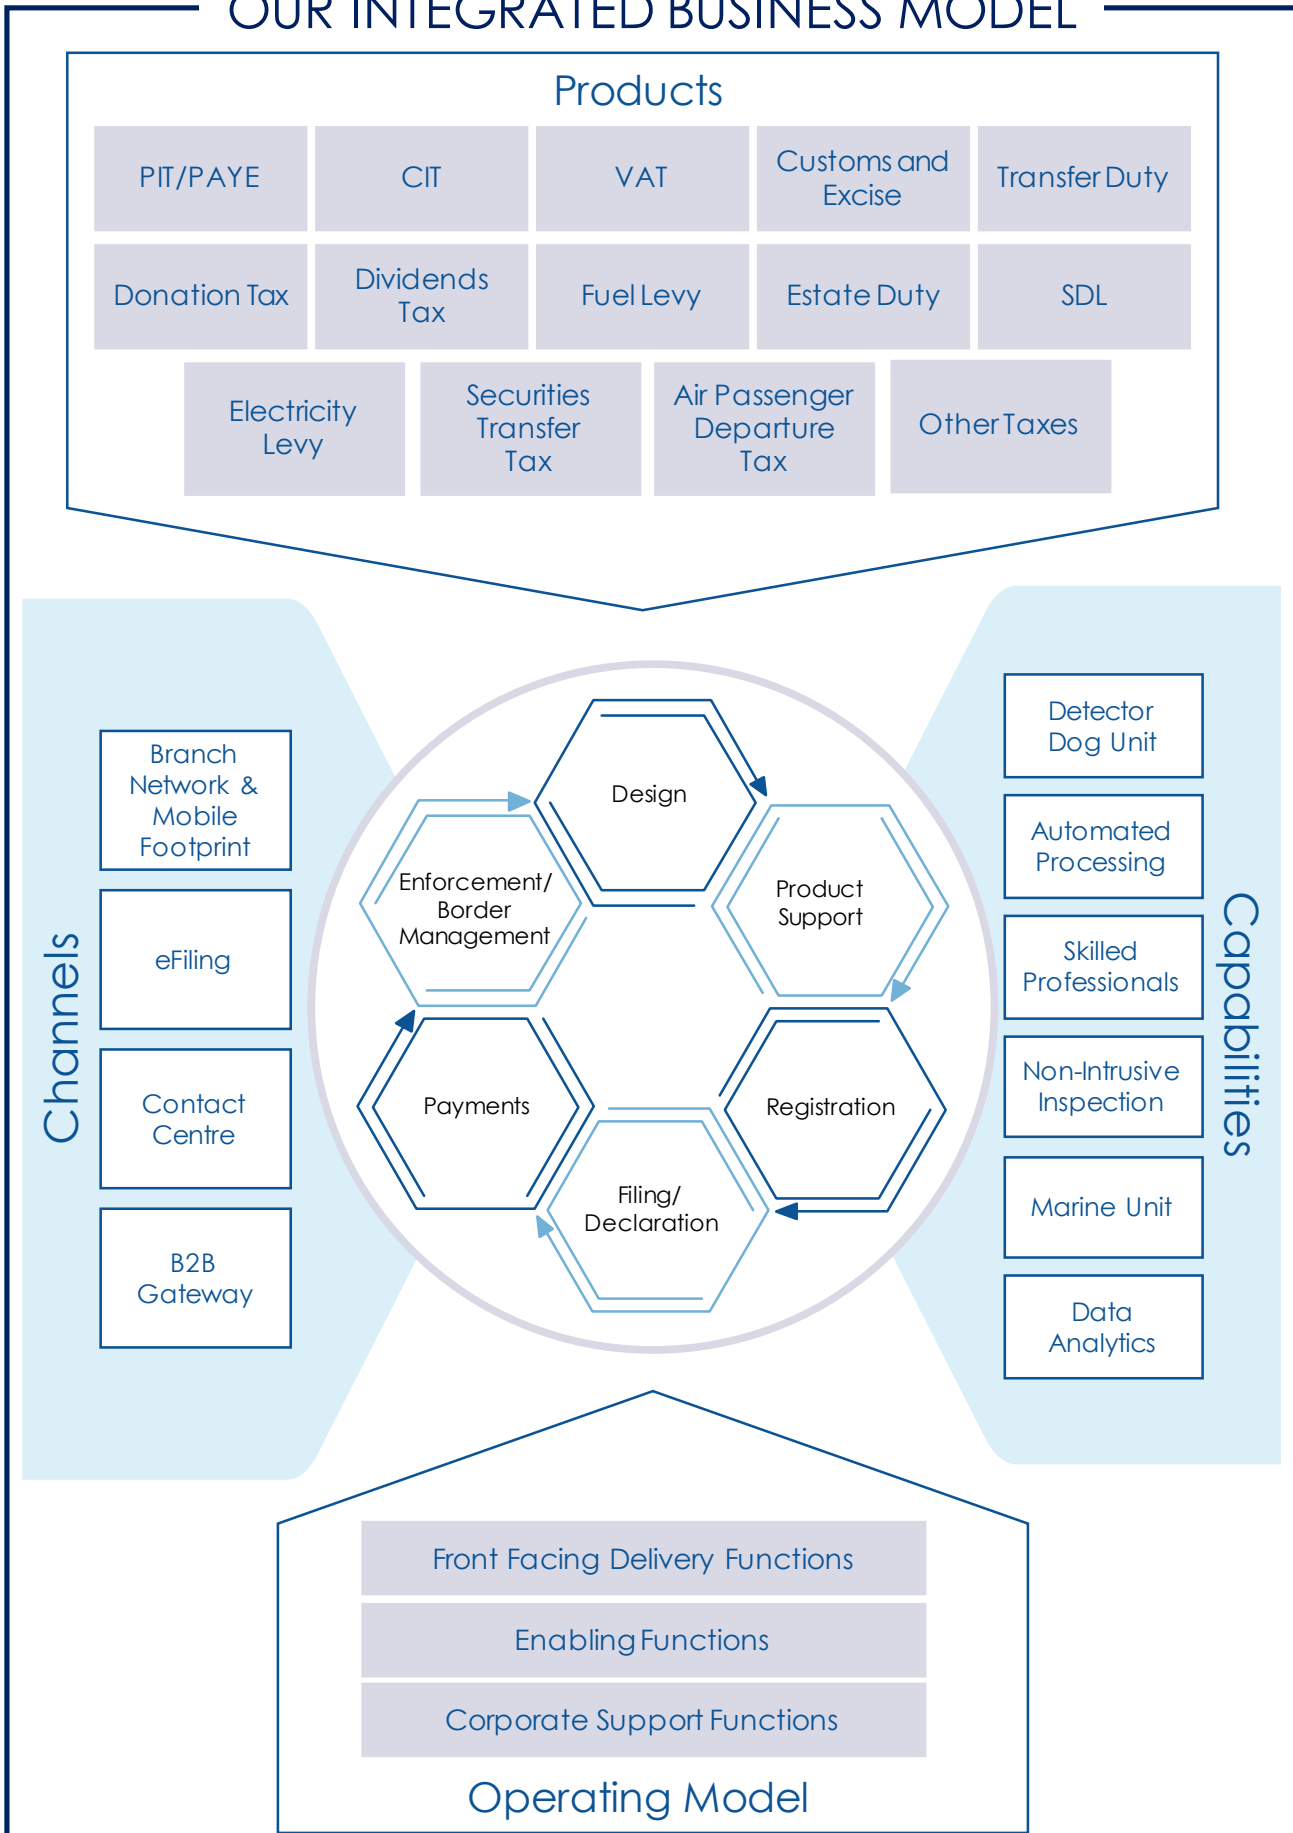 OUR INTEGRATED BUSINESS MODEL
Products
PIT/PAYE
CIT
VAT
Customs and
Excise
Transfer Duty
Donation Tax
Dividends
Tax
Fuel Levy
Estate Duty
SDL
Electricity
Levy
Securities
Transfer
Tax
Air Passenger
Departure
Tax
Other Taxes
Channels
Branch
Network &
Mobile
Footprint
eFiling
Contact
Centre
B2B
Gateway
Design
Product
Support
Registration
Filing/
Declaration
Payments
Enforcement/
Border
Management
Capabilities
Detector
Dog Unit
Automated
Processing
Skilled
Professionals
Non-Intrusive
Inspection
Marine Unit
Data
Analytics
Front Facing Delivery Functions
Enabling Functions
Corporate Support Functions
Operating Model